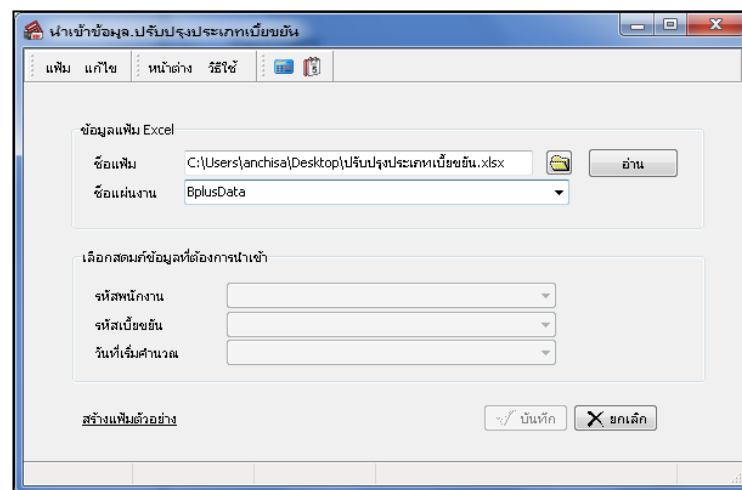 นำเข้าข้อมูล.ปรับปรุงประเภทเบี้ยขยัน
แฟ้ม แก้ไข หน้าต่าง วิธีใช้
ข้อมูลแฟ้ม Excel
ชื่อแฟ้ม C:\Users\anchisa\Desktop\ปรับปรุงประเภทเบี้ยขยัน.xlsx อ่าน
ชื่อแผ่นงาน BplusData
เลือกสดมภ์ข้อมูลที่ต้องการนำเข้า
รหัสพนักงาน
รหัสเบี้ยขยัน
วันที่เริ่มคำนวณ
สร้างแฟ้มตัวอย่าง บันทึก ยกเลิก